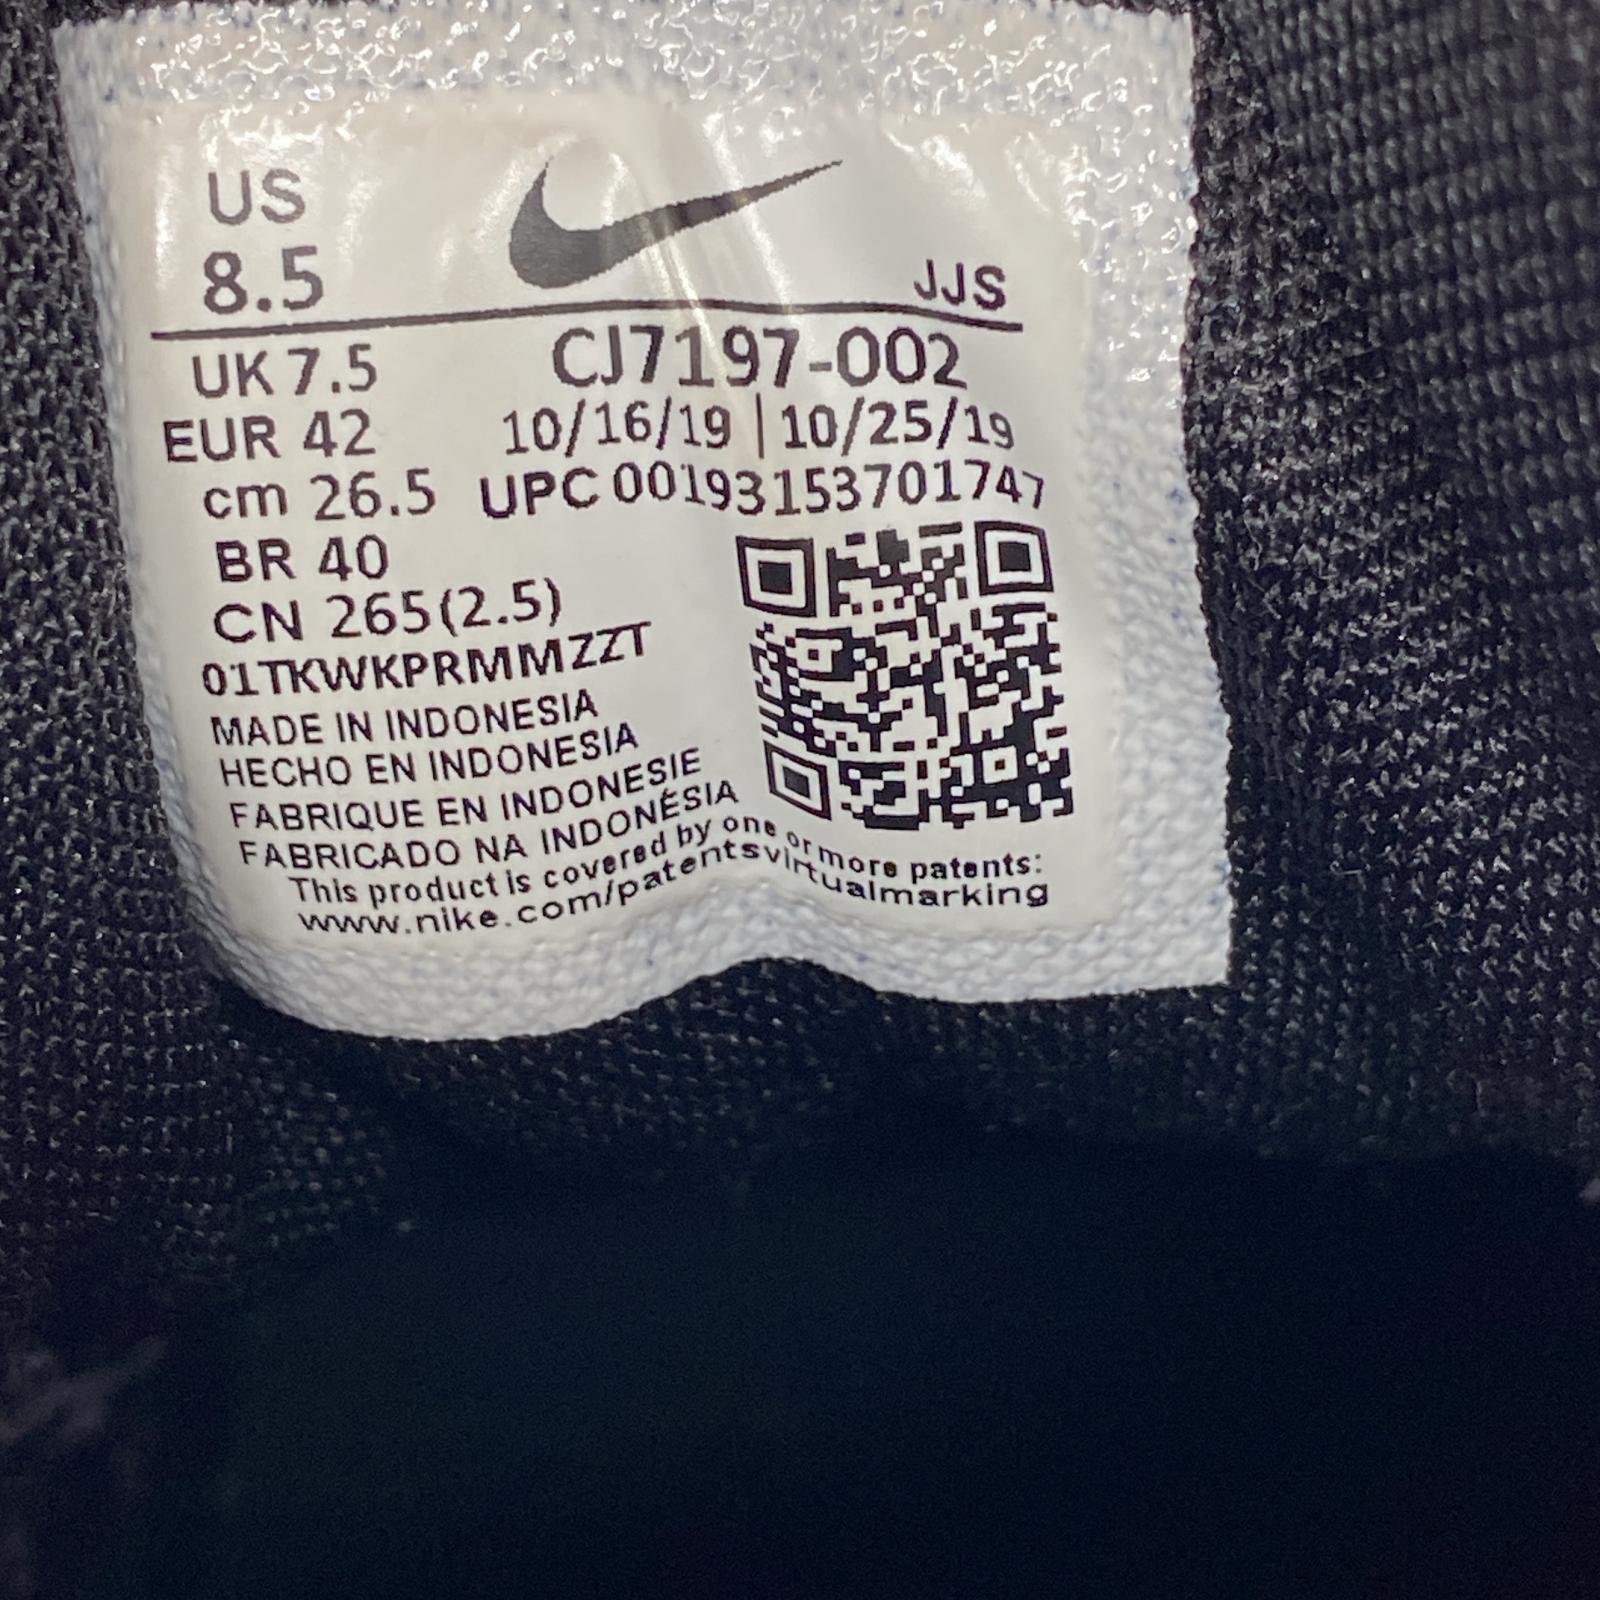 US
8.5
JJS
UK 7.5
CJ7197-002
EUR 42
10/16/19 | 10/25/19
cm 26.5
UPC 00193153701747
BR 40
CN 265(2.5)
01TKWKPRMMZZT
MADE IN INDONESIA
HECHO EN INDONESIA
FABRIQUE EN INDONESIE
FABRICADO NA INDONÉSIA
This product is covered by one or more patents:
www.nike.com/patentsvirtualmarking